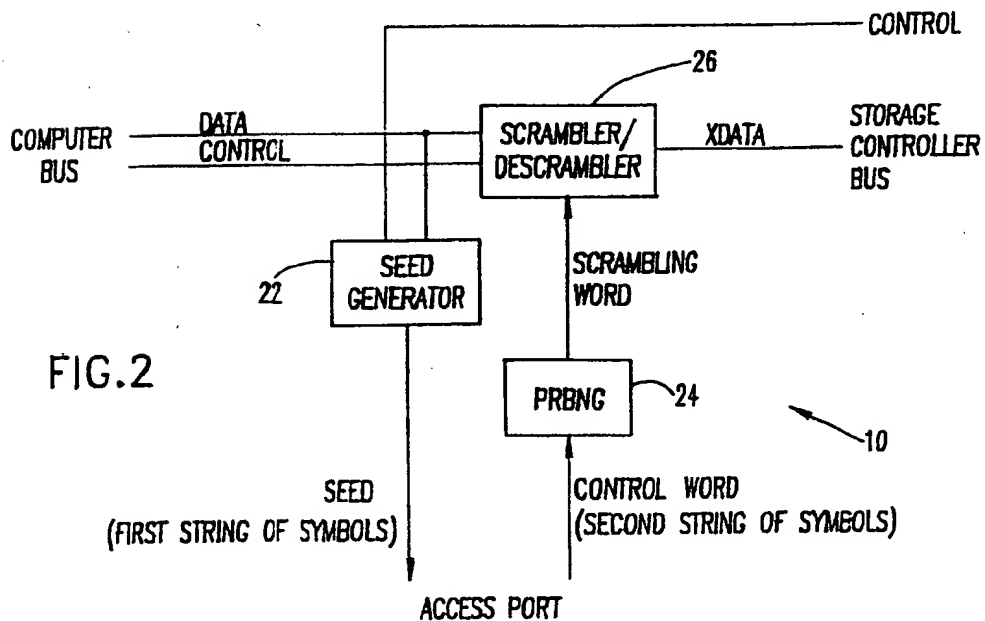 CONTROL
26
COMPUTER
BUS
DATA
CONTROL
SCRAMBLER/
DESCRAMBLER
XDATA
STORAGE
CONTROLLER
BUS
22
SEED
GENERATOR
SCRAMBLING
WORD
FIG.2
PRBNG
24
10
SEED
(FIRST STRING OF SYMBOLS)
CONTROL WORD
(SECOND STRING OF SYMBOLS)
ACCESS PORT